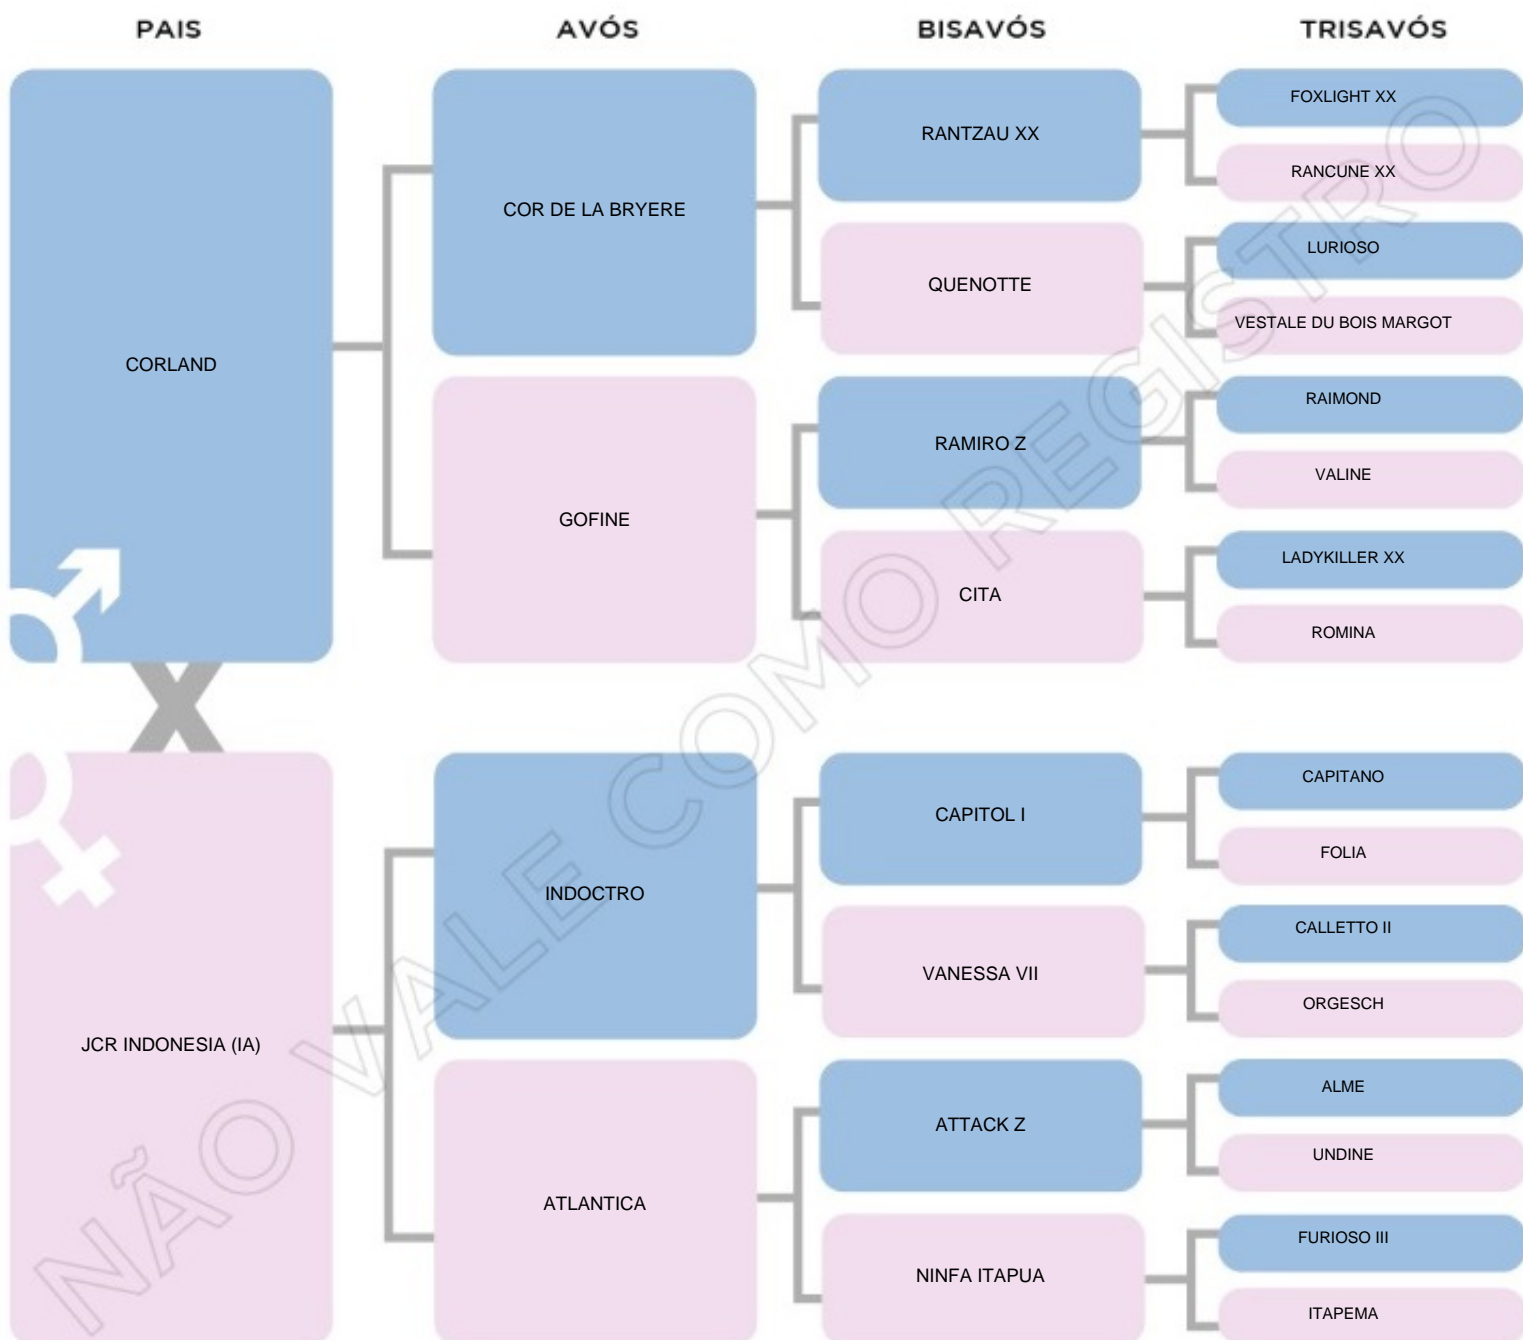 PAIS
AVÓS
BISAVÓS
TRISAVÓS
CORLAND
COR DE LA BRYERE
GOFINE
RANTZAU XX
QUENOTTE
RAMIRO Z
CITA
FOXLIGHT XX
RANCUNE XX
LURIOSO
VESTALE DU BOIS MARGOT
RAIMOND
VALINE
LADYKILLER XX
ROMINA
X
JCR INDONESIA (IA)
INDOCTRO
ATLANTICA
CAPITOL I
VANESSA VII
ATTACK Z
NINFA ITAPUA
CAPITANO
FOLIA
CALLETTO II
ORGESCH
ALME
UNDINE
FURIOSO III
ITAPEMA
NÃO VALE COMO REGISTRO